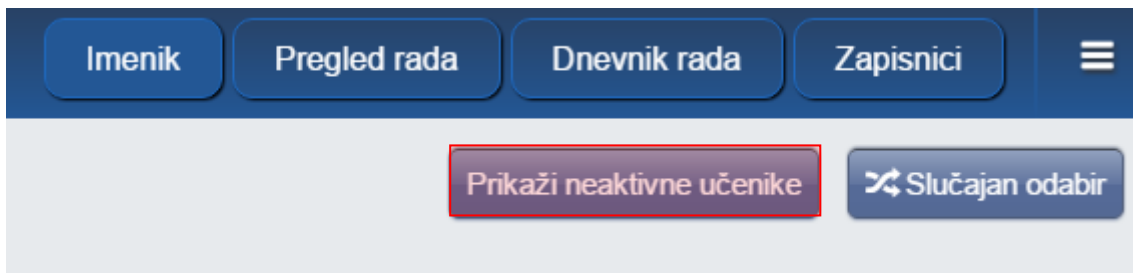 Imenik Pregled rada Dnevnik rada Zapisnici
Prikaži neaktivne učenike Slučajan odabir